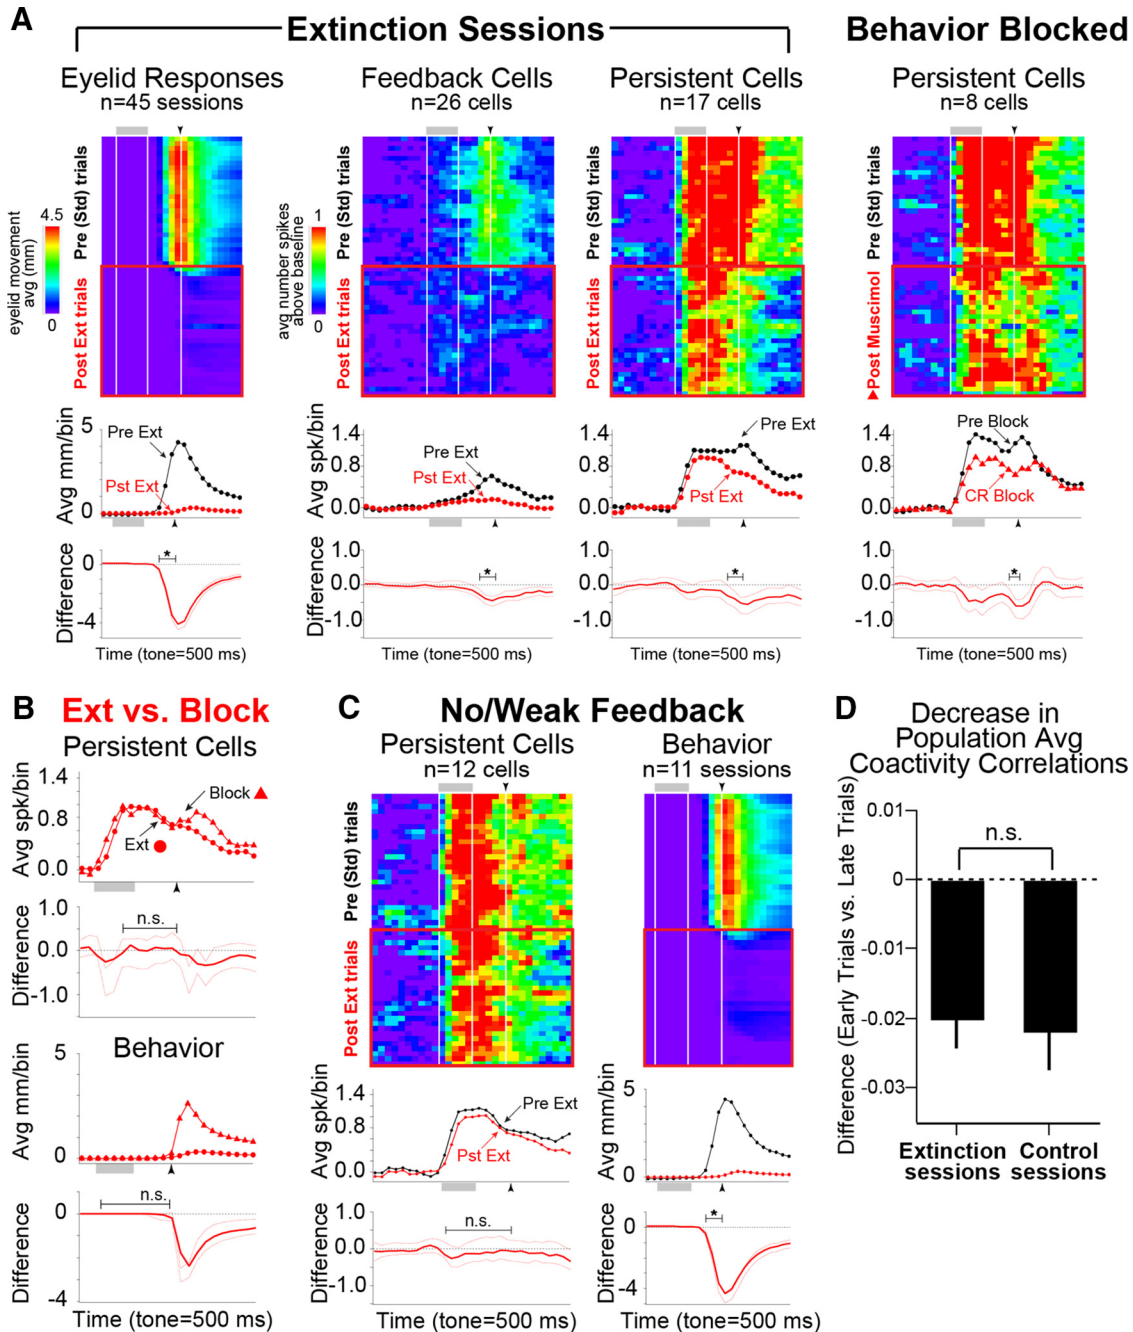 A
Extinction Sessions
Behavior Blocked
Eyelid Responses
n=45 sessions
Feedback Cells
n=26 cells
Persistent Cells
n=17 cells
Persistent Cells
n=8 cells
eyelid movement
avg (mm)
4.5
0
Pre (Std) trials
Post Ext trials
avg number spikes
above baseline
1
0
Pre (Std) trials
Post Ext trials
Pre (Std) trials
Post Ext trials
Pre (Std) trials
▲Post Muscimol
Avg mm/bin
5
0
Pre Ext
Pst Ext
Avg spk/bin
1.4
0.8
0.0
Pre Ext
Pst Ext
1.4
0.8
0.0
Pre Ext
Pst Ext
1.4
0.8
0.0
Pre Block
CR Block
Difference
0
-4
*
Difference
1.0
0.0
-1.0
*
Difference
1.0
0.0
-1.0
*
Difference
1.0
0.0
-1.0
*
Time (tone=500 ms)
Time (tone=500 ms)
Time (tone=500 ms)
Time (tone=500 ms)
B
Ext vs. Block
Persistent Cells
Avg spk/bin
1.4
0.8
0.0
Block ▲
Ext ●
Difference
1.0
0.0
-1.0
n.s.
Behavior
Avg mm/bin
5
0
Difference
0
-4
n.s.
Time (tone=500 ms)
C
No/Weak Feedback
Persistent Cells
n=12 cells
Behavior
n=11 sessions
Pre (Std) trials
Post Ext trials
Avg spk/bin
1.4
0.8
0.0
Pre Ext
Pst Ext
Avg mm/bin
5
0
Difference
1.0
0.0
-1.0
n.s.
Difference
0
-4
*
Time (tone=500 ms)
Time (tone=500 ms)
D
Decrease in
Population Avg
Coactivity Correlations
Difference (Early Trials vs. Late Trials)
0.01
0
-0.01
-0.02
-0.03
n.s.
Extinction
sessions
Control
sessions